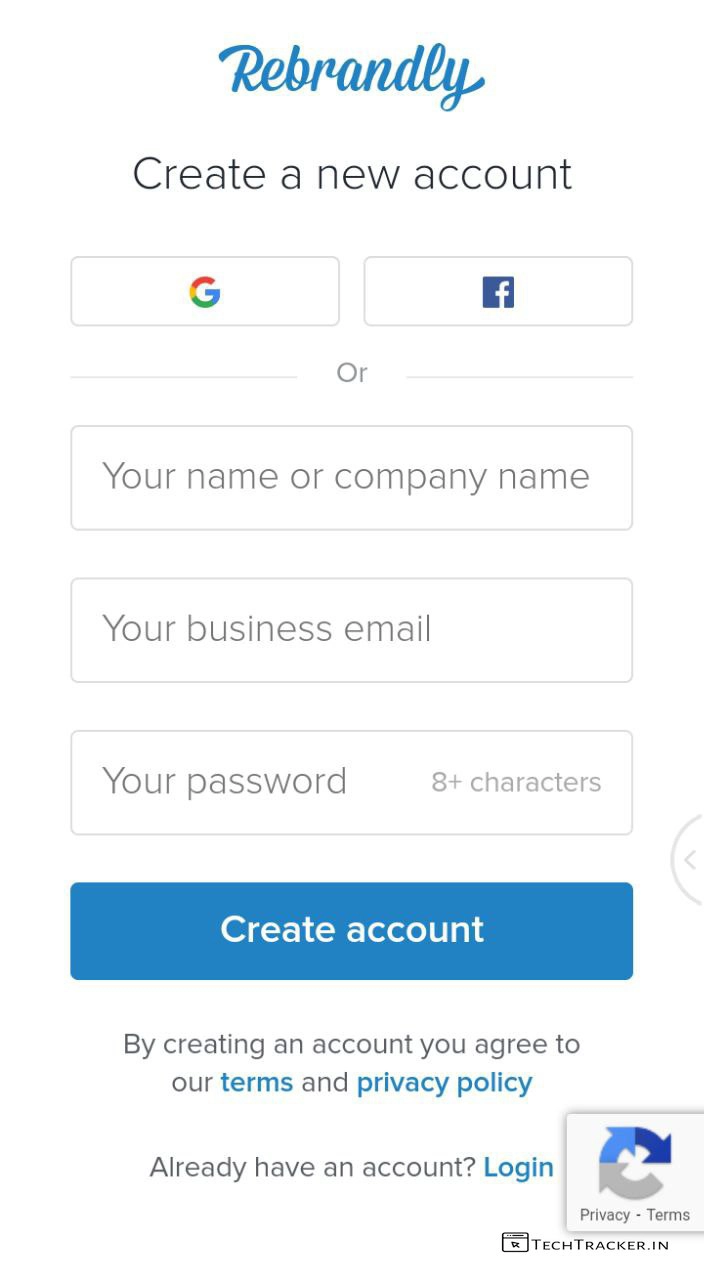 Rebrandly
Create a new account
Or
Your name or company name
Your business email
Your password 8+ characters
Create account
By creating an account you agree to
our terms and privacy policy
Already have an account? Login
Privacy - Terms
TechTracker.in